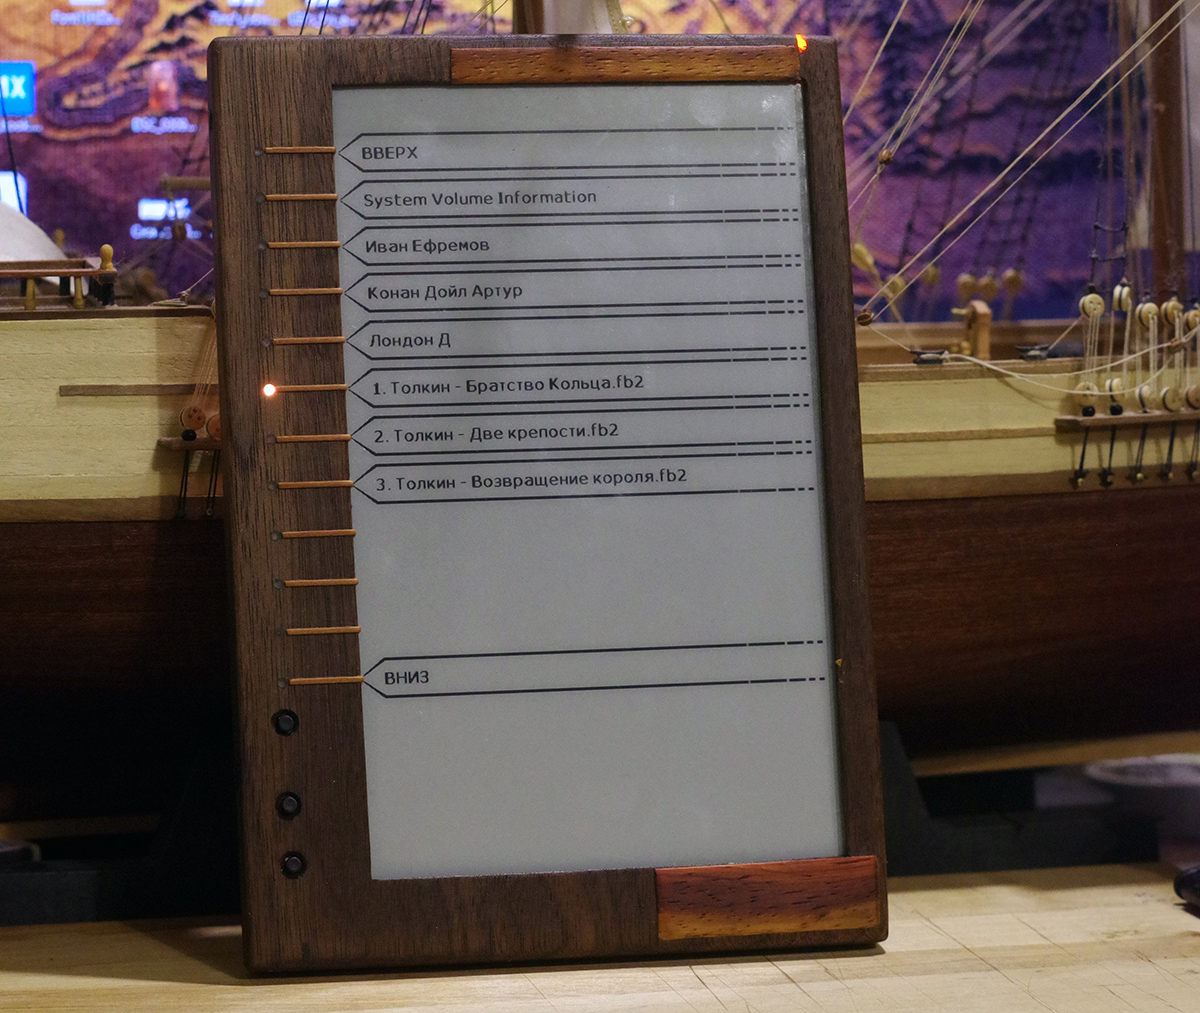 ВВЕРХ
System Volume Information
Иван Ефремов
Конан Дойл Артур
Лондон Д
1. Толкин - Братство Кольца.fb2
2. Толкин - Две крепости.fb2
3. Толкин - Возвращение короля.fb2
ВНИЗ